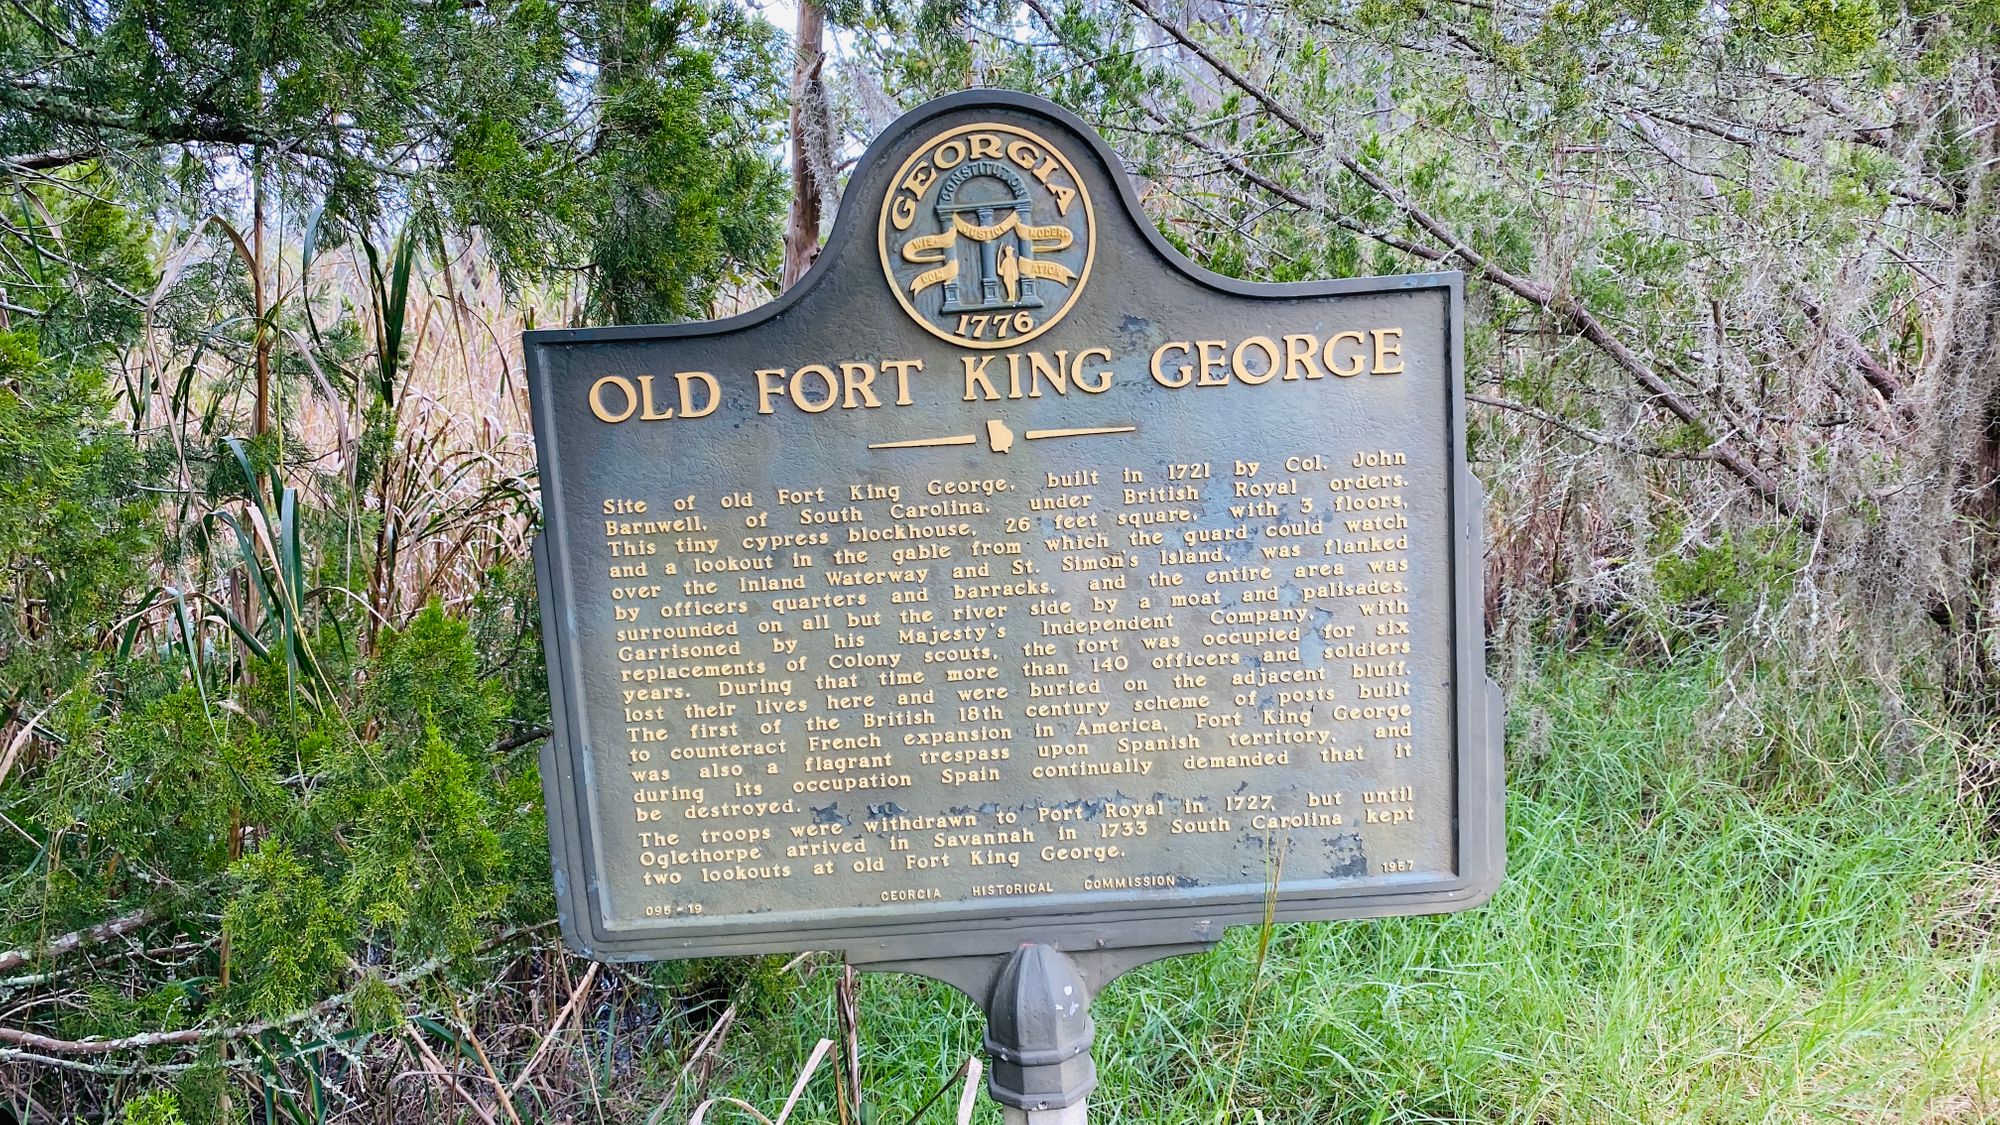 GEORGIA
CONSTITUTION
WIS- JUSTICE MODER-
DOM ATION
1776
OLD FORT KING GEORGE
Site of old Fort King George, built in 1721 by Col. John
Barnwell, of South Carolina, under British Royal orders.
This tiny cypress blockhouse, 26 feet square, with 3 floors,
and a lookout in the gable from which the guard could watch
over the Inland Waterway and St. Simon's Island, was flanked
by officers quarters and barracks, and the entire area was
surrounded on all but the river side by a moat and palisades.
Garrisoned by his Majesty's Independent Company, with
replacements of Colony scouts, the fort was occupied for six
years. During that time more than 140 officers and soldiers
lost their lives here and were buried on the adjacent bluff.
The first of the British 18th century scheme of posts built
to counteract French expansion in America, Fort King George
was also a flagrant trespass upon Spanish territory, and
during its occupation Spain continually demanded that it
be destroyed.
The troops were withdrawn to Port Royal in 1727, but until
Oglethorpe arrived in Savannah in 1733 South Carolina kept
two lookouts at old Fort King George.
095-19 GEORGIA HISTORICAL COMMISSION 1957